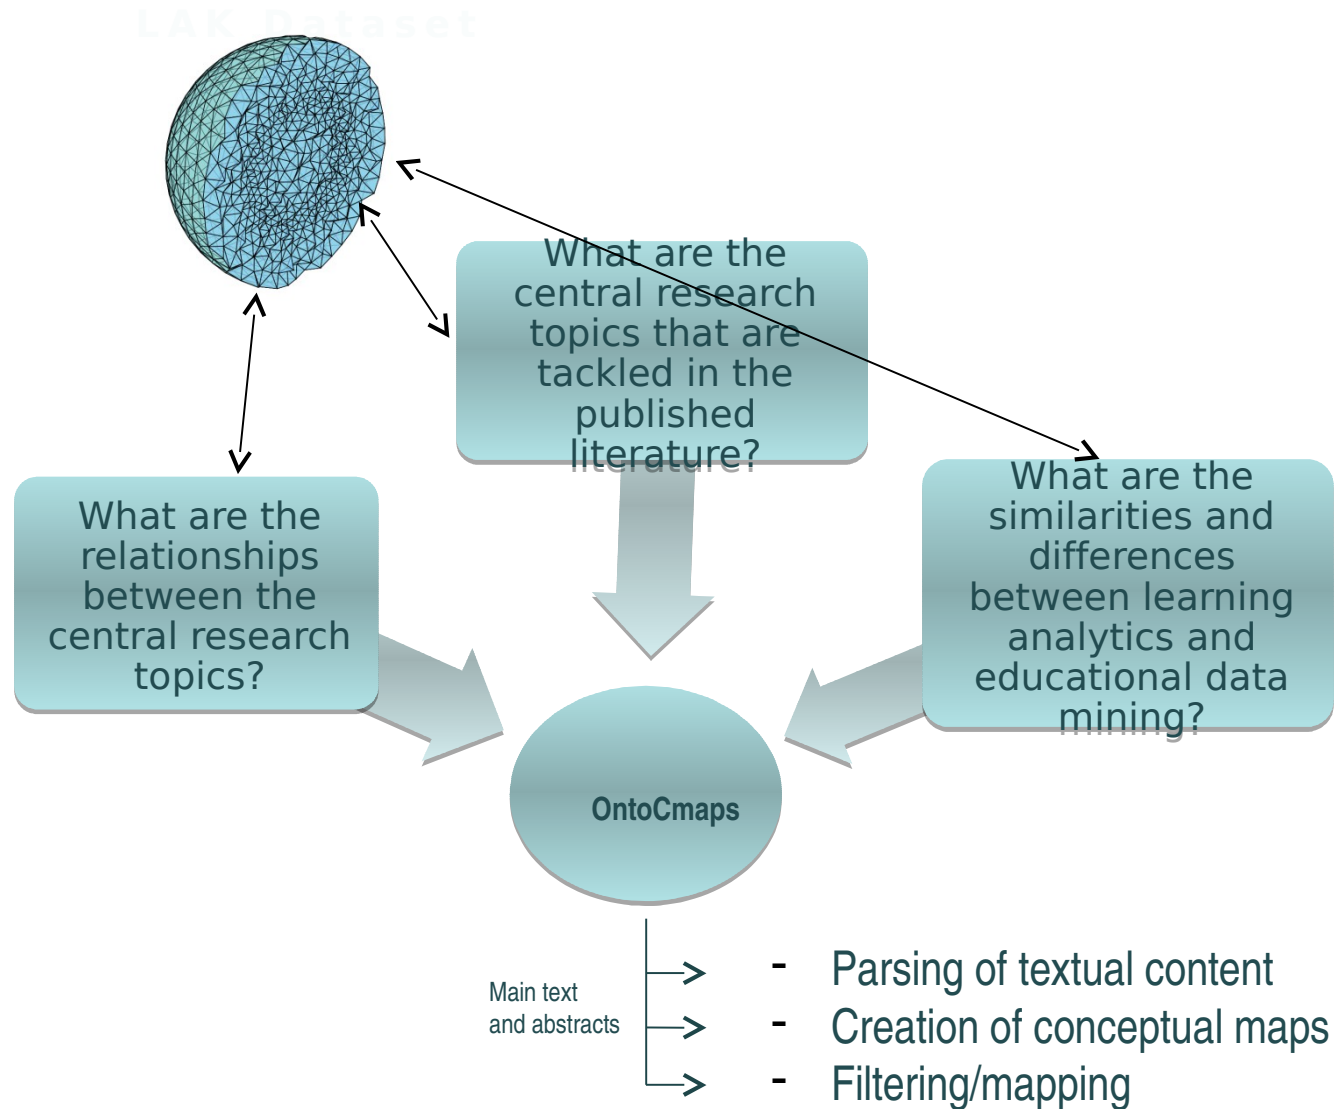 LAK Dataset
What are the
central research
topics that are
tackled in the
published
literature?
What are the
relationships
between the
central research
topics?
What are the
similarities and
differences
between learning
analytics and
educational data
mining?
OntoCmaps
Main text
and abstracts
- Parsing of textual content
- Creation of conceptual maps
- Filtering/mapping